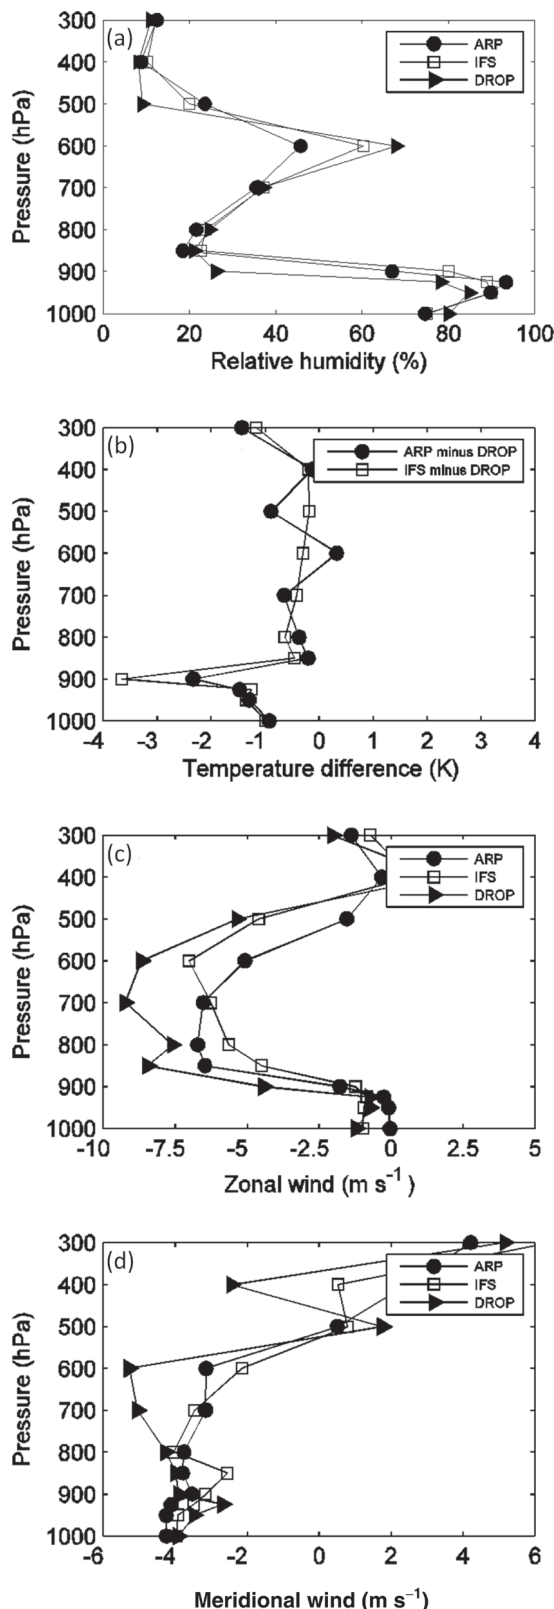 (a)
ARP
IFS
DROP
300
400
500
600
700
800
900
1000
Pressure (hPa)
0 20 40 60 80 100
Relative humidity (%)
(b)
ARP minus DROP
IFS minus DROP
300
400
500
600
700
800
900
1000
Pressure (hPa)
-4 -3 -2 -1 0 1 2 3 4
Temperature difference (K)
(c)
ARP
IFS
DROP
300
400
500
600
700
800
900
1000
Pressure (hPa)
-10 -7.5 -5 -2.5 0 2.5 5
Zonal wind (m s⁻¹ )
(d)
ARP
IFS
DROP
300
400
500
600
700
800
900
1000
Pressure (hPa)
-6 -4 -2 0 2 4 6
Meridional wind (m s⁻¹)